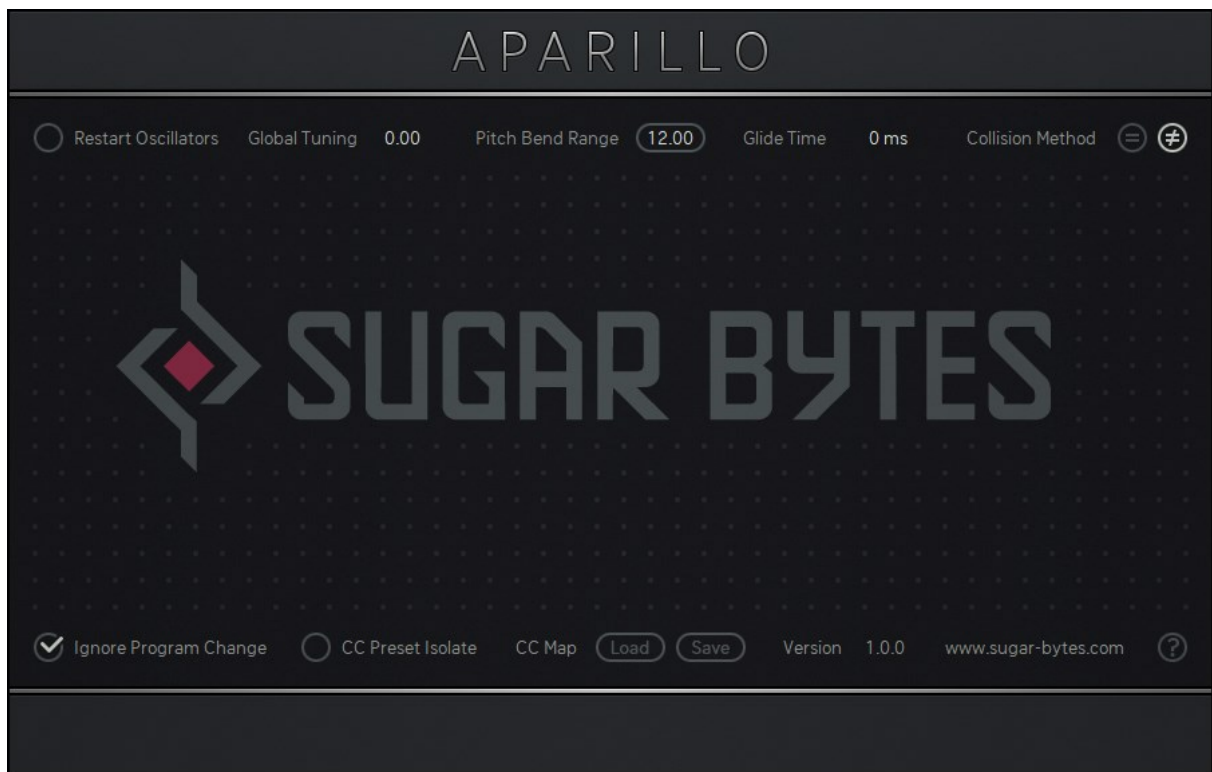 APARILLO
Restart Oscillators Global Tuning 0.00 Pitch Bend Range 12.00 Glide Time 0 ms Collision Method = ≠
SUGAR BYTES
Ignore Program Change CC Preset Isolate CC Map Load Save Version 1.0.0 www.sugar-bytes.com ?